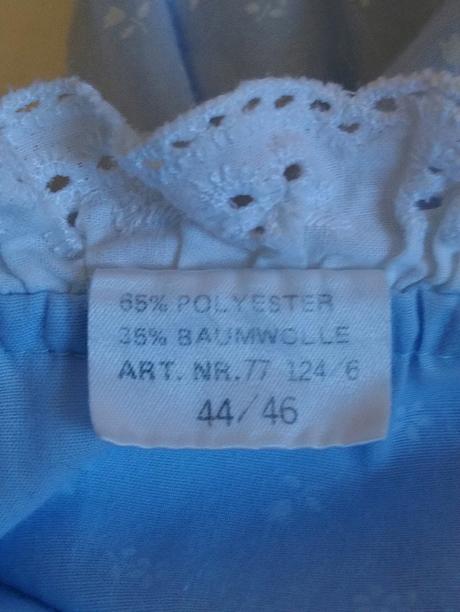 65% POLYESTER
35% BAUMWOLLE
ART. NR. 77 124/6
44/46